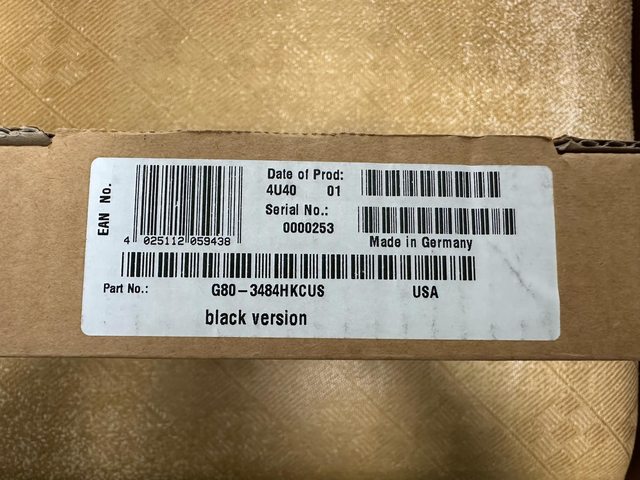 EAN No.
4 025112 059438
Date of Prod:
4U40 01
Serial No.:
0000253
Made in Germany
Part No.: G80-3484HKCUS USA
black version